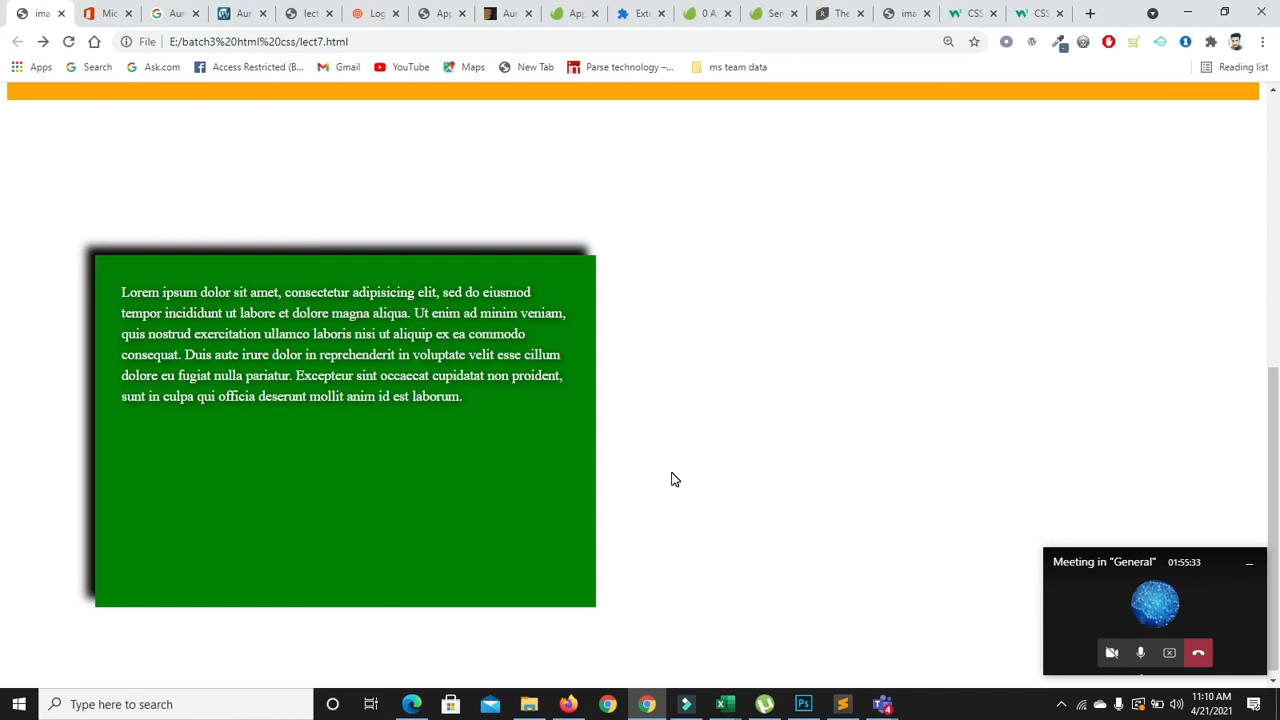 ima
Mic
Aur
Aur
lect
Log
App
Aur
App
Exte
0 A
Ser
The
ima
CSS
CSS
File
E:/batch3%20html%20css/lect7.html
Apps
Search
Ask.com
Access Restricted (B...
Gmail
YouTube
Maps
New Tab
Parse technology –...
ms team data
Reading list
Lorem ipsum dolor sit amet, consectetur adipisicing elit, sed do eiusmod
tempor incididunt ut labore et dolore magna aliqua. Ut enim ad minim veniam,
quis nostrud exercitation ullamco laboris nisi ut aliquip ex ea commodo
consequat. Duis aute irure dolor in reprehenderit in voluptate velit esse cillum
dolore eu fugiat nulla pariatur. Excepteur sint occaecat cupidatat non proident,
sunt in culpa qui officia deserunt mollit anim id est laborum.
Meeting in "General"
01:55:33
Type here to search
11:10 AM
4/21/2021